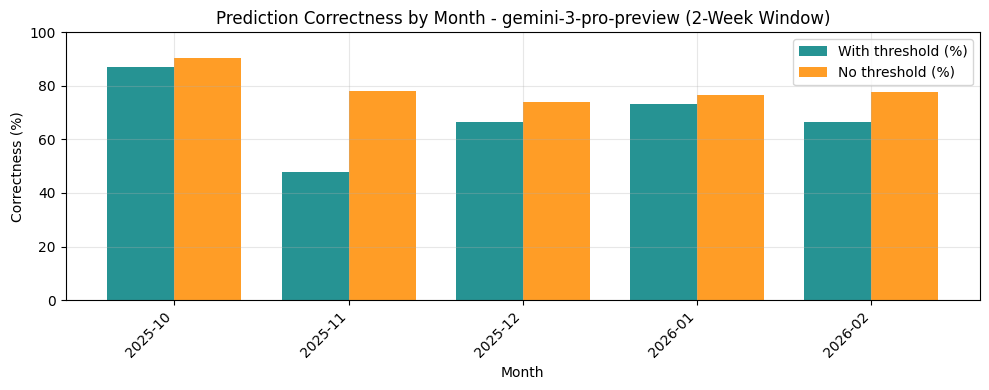 Prediction Correctness by Month - gemini-3-pro-preview (2-Week Window)
With threshold (%)
No threshold (%)
Correctness (%)
100
80
60
40
20
0
2025-10
2025-11
2025-12
2026-01
2026-02
Month